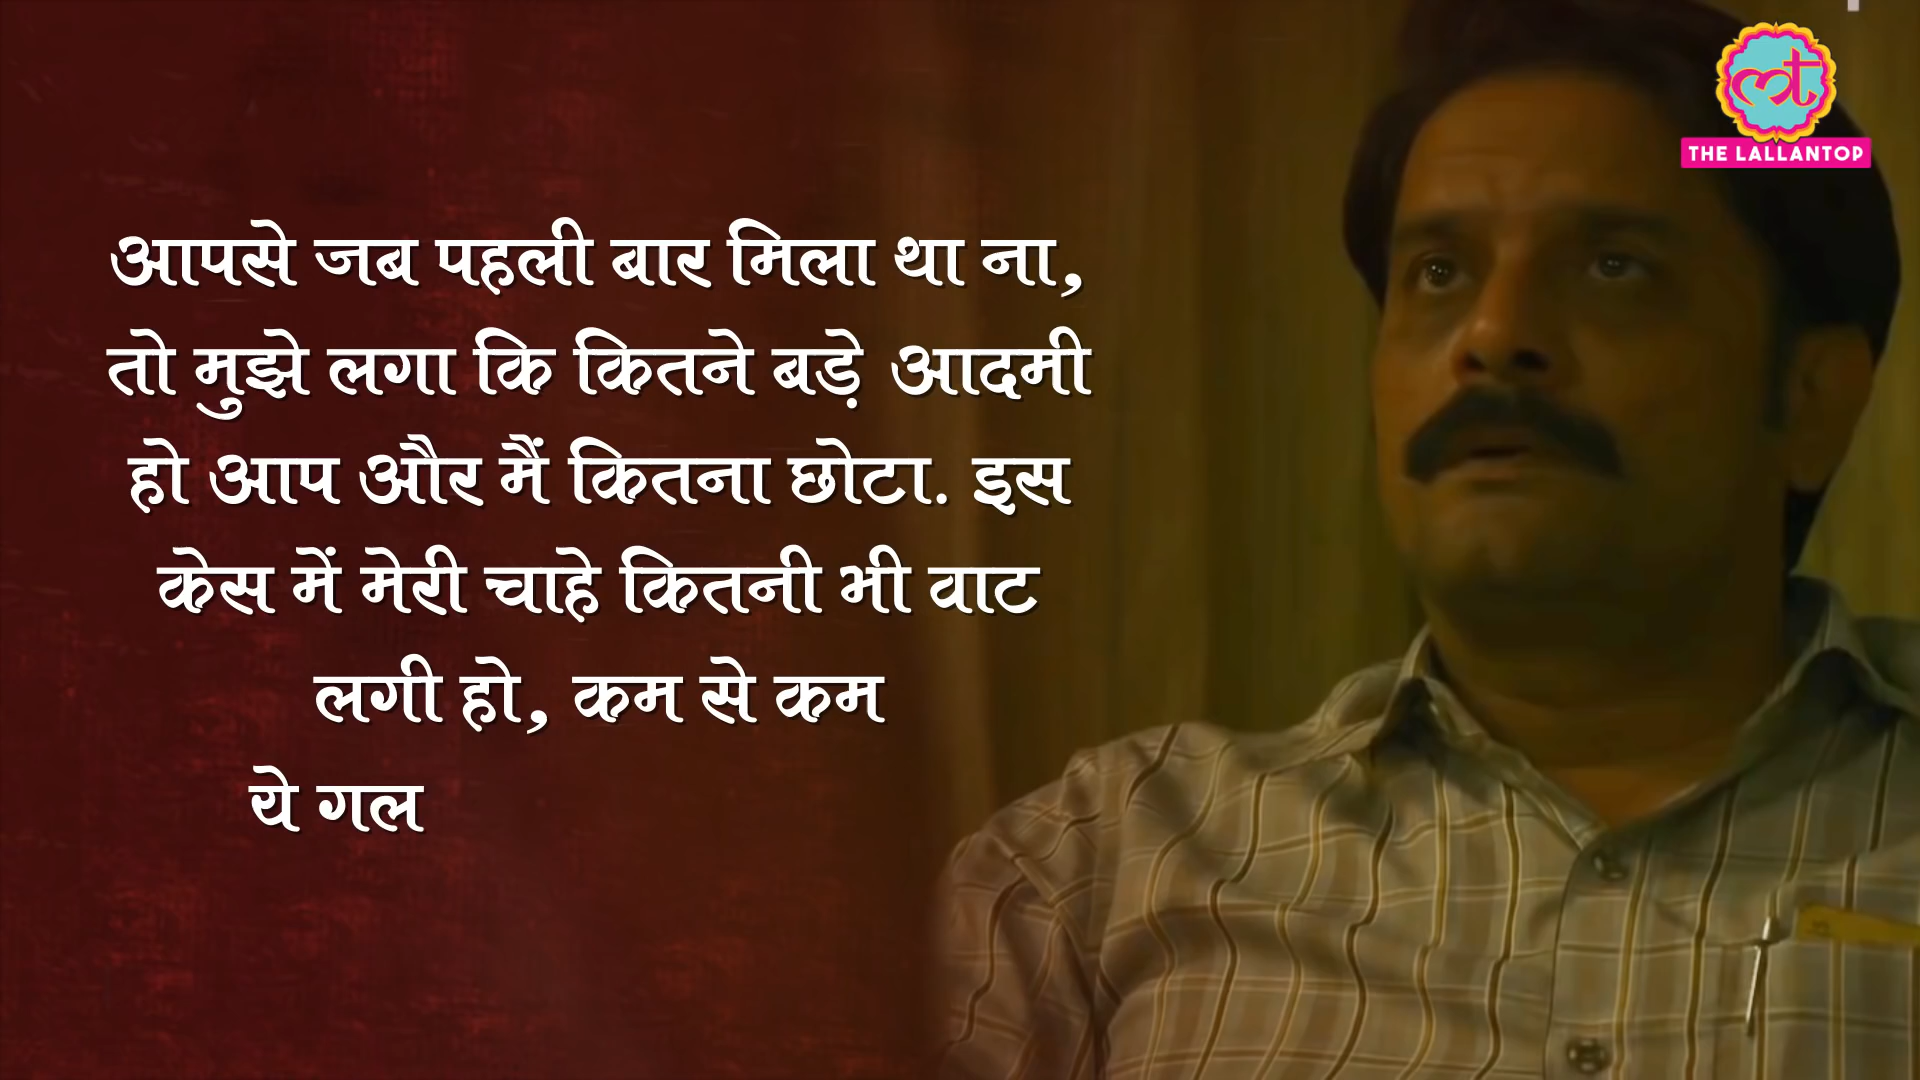 THE LALLANTOP
आपसे जब पहली बार मिला था ना,
तो मुझे लगा कि कितने बड़े आदमी
हो आप और मैं कितना छोटा. इस
केस में मेरी चाहे कितनी भी वाट
लगी हो, कम से कम
ये गल